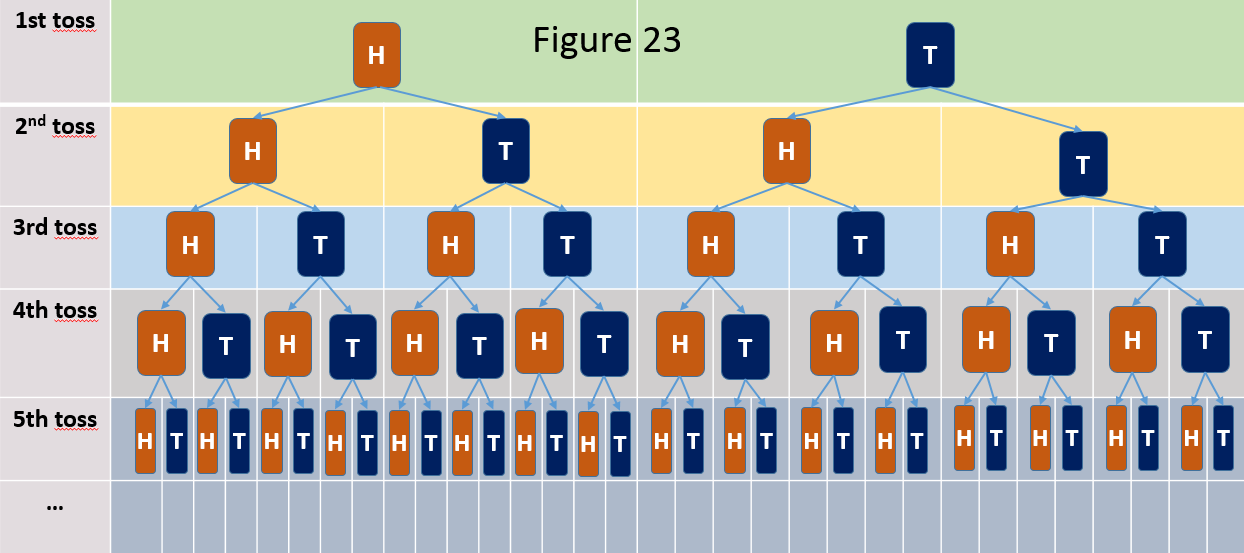 1st toss
Figure 23
H T
2nd toss
H T H T
3rd toss
H T H T H T H T
4th toss
H T H T H T H T H T H T H T H T
5th toss
H T H T H T H T H T H T H T H T H T H T H T H T H T H T H T H T
...